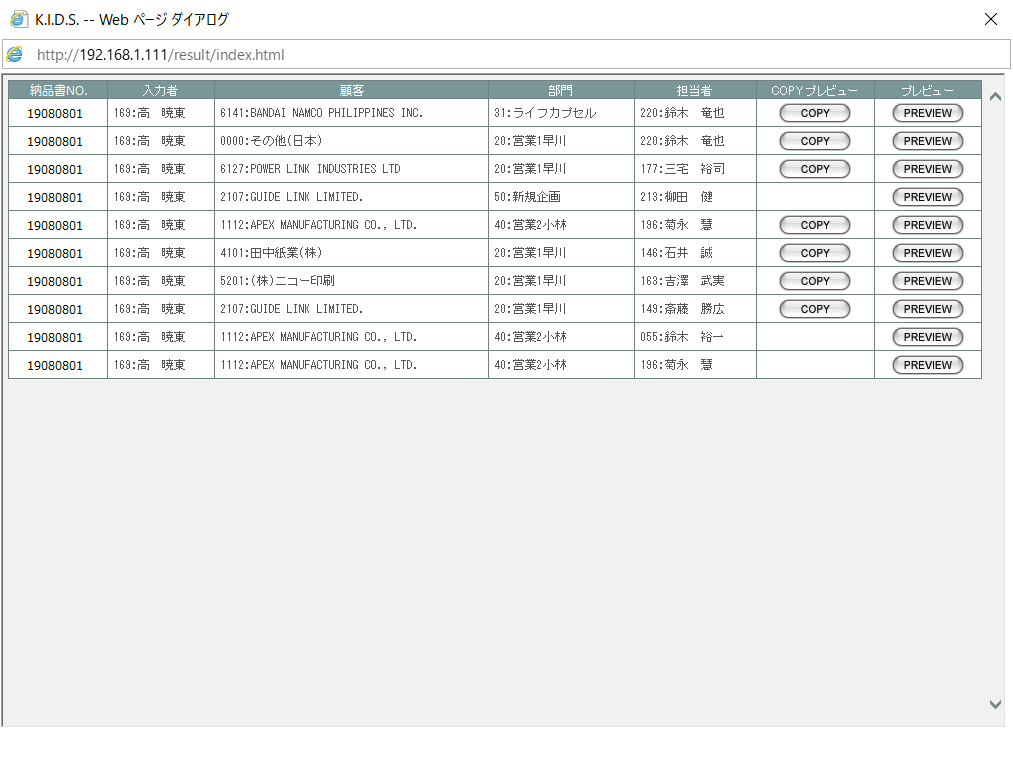 K.I.D.S. -- Web ページ ダイアログ
http://192.168.1.111/result/index.html
納品書NO. 入力者 顧客 部門 担当者 COPYプレビュー プレビュー
19080801 169:高　暁東 6141:BANDAI NAMCO PHILIPPINES INC. 31:ライフカプセル 220:鈴木　竜也 COPY PREVIEW
19080801 169:高　暁東 0000:その他(日本) 20:営業1早川 220:鈴木　竜也 COPY PREVIEW
19080801 169:高　暁東 6127:POWER LINK INDUSTRIES LTD 20:営業1早川 177:三宅　裕司 COPY PREVIEW
19080801 169:高　暁東 2107:GUIDE LINK LIMITED. 50:新規企画 213:柳田　健 PREVIEW
19080801 169:高　暁東 1112:APEX MANUFACTURING CO., LTD. 40:営業2小林 196:菊永　慧 COPY PREVIEW
19080801 169:高　暁東 4101:田中紙業(株) 20:営業1早川 146:石井　誠 COPY PREVIEW
19080801 169:高　暁東 5201:(株)ニコー印刷 20:営業1早川 163:吉澤　武実 COPY PREVIEW
19080801 169:高　暁東 2107:GUIDE LINK LIMITED. 20:営業1早川 149:斎藤　勝広 COPY PREVIEW
19080801 169:高　暁東 1112:APEX MANUFACTURING CO., LTD. 40:営業2小林 055:鈴木　裕一 PREVIEW
19080801 169:高　暁東 1112:APEX MANUFACTURING CO., LTD. 40:営業2小林 196:菊永　慧 PREVIEW